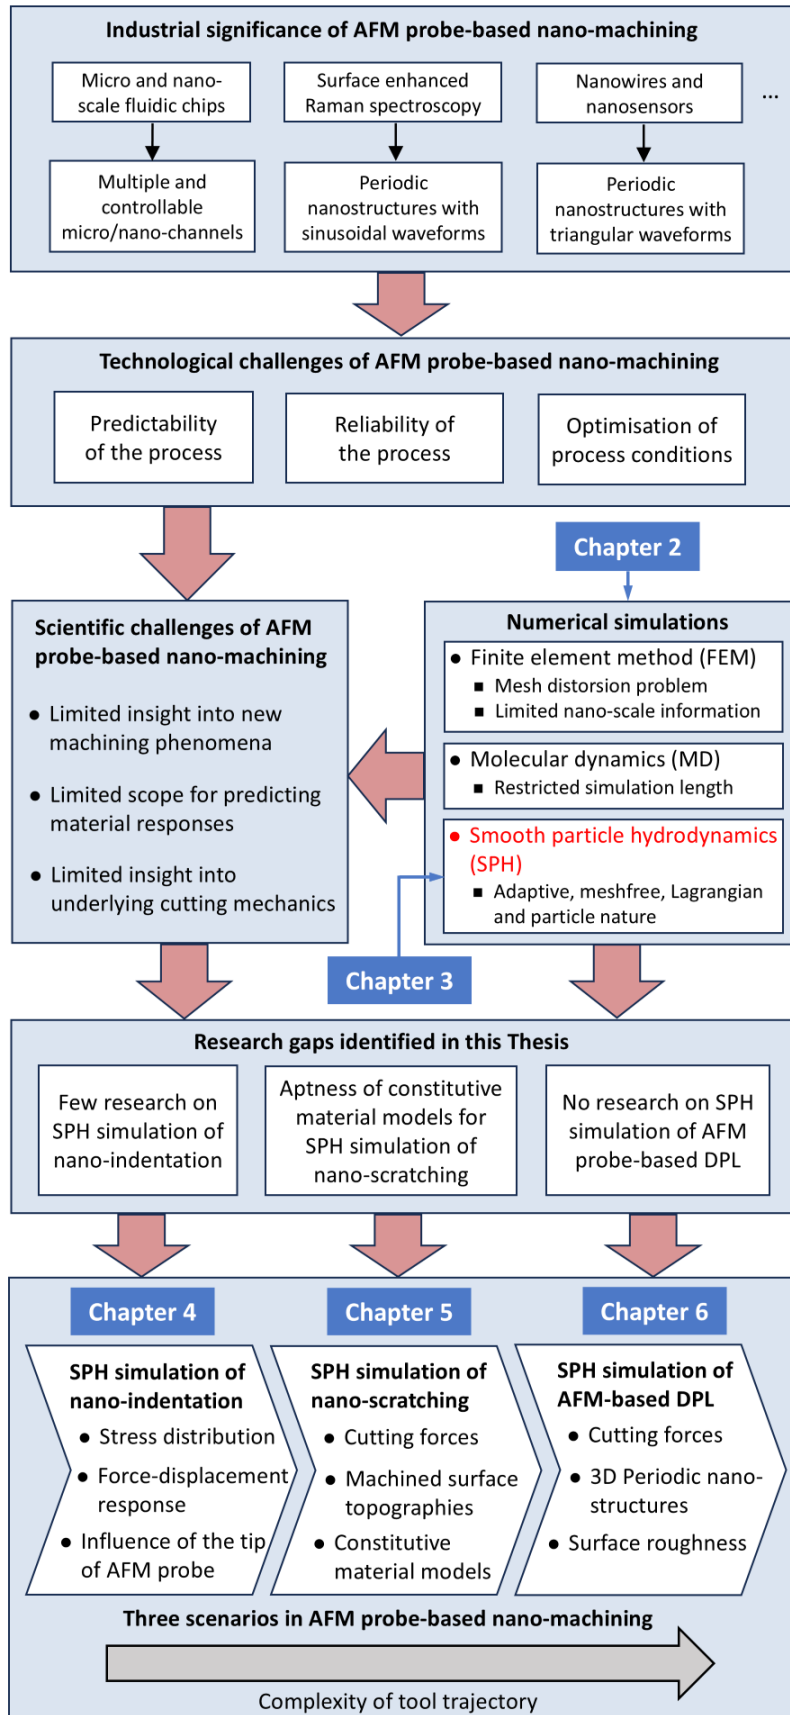 Industrial significance of AFM probe-based nano-machining
Micro and nano-
scale fluidic chips
Surface enhanced
Raman spectroscopy
Nanowires and
nanosensors
...
Multiple and
controllable
micro/nano-channels
Periodic
nanostructures with
sinusoidal waveforms
Periodic
nanostructures with
triangular waveforms
Technological challenges of AFM probe-based nano-machining
Predictability
of the process
Reliability of
the process
Optimisation of
process conditions
Chapter 2
Scientific challenges of AFM
probe-based nano-machining
● Limited insight into new
machining phenomena
● Limited scope for predicting
material responses
● Limited insight into
underlying cutting mechanics
Numerical simulations
● Finite element method (FEM)
■ Mesh distorsion problem
■ Limited nano-scale information
● Molecular dynamics (MD)
■ Restricted simulation length
● Smooth particle hydrodynamics
(SPH)
■ Adaptive, meshfree, Lagrangian
and particle nature
Chapter 3
Research gaps identified in this Thesis
Few research on
SPH simulation of
nano-indentation
Aptness of constitutive
material models for
SPH simulation of
nano-scratching
No research on SPH
simulation of AFM
probe-based DPL
Chapter 4
Chapter 5
Chapter 6
SPH simulation of
nano-indentation
● Stress distribution
● Force-displacement
response
● Influence of the tip
of AFM probe
SPH simulation of
nano-scratching
● Cutting forces
● Machined surface
topographies
● Constitutive
material models
SPH simulation of
AFM-based DPL
● Cutting forces
● 3D Periodic nano-
structures
● Surface roughness
Three scenarios in AFM probe-based nano-machining
Complexity of tool trajectory